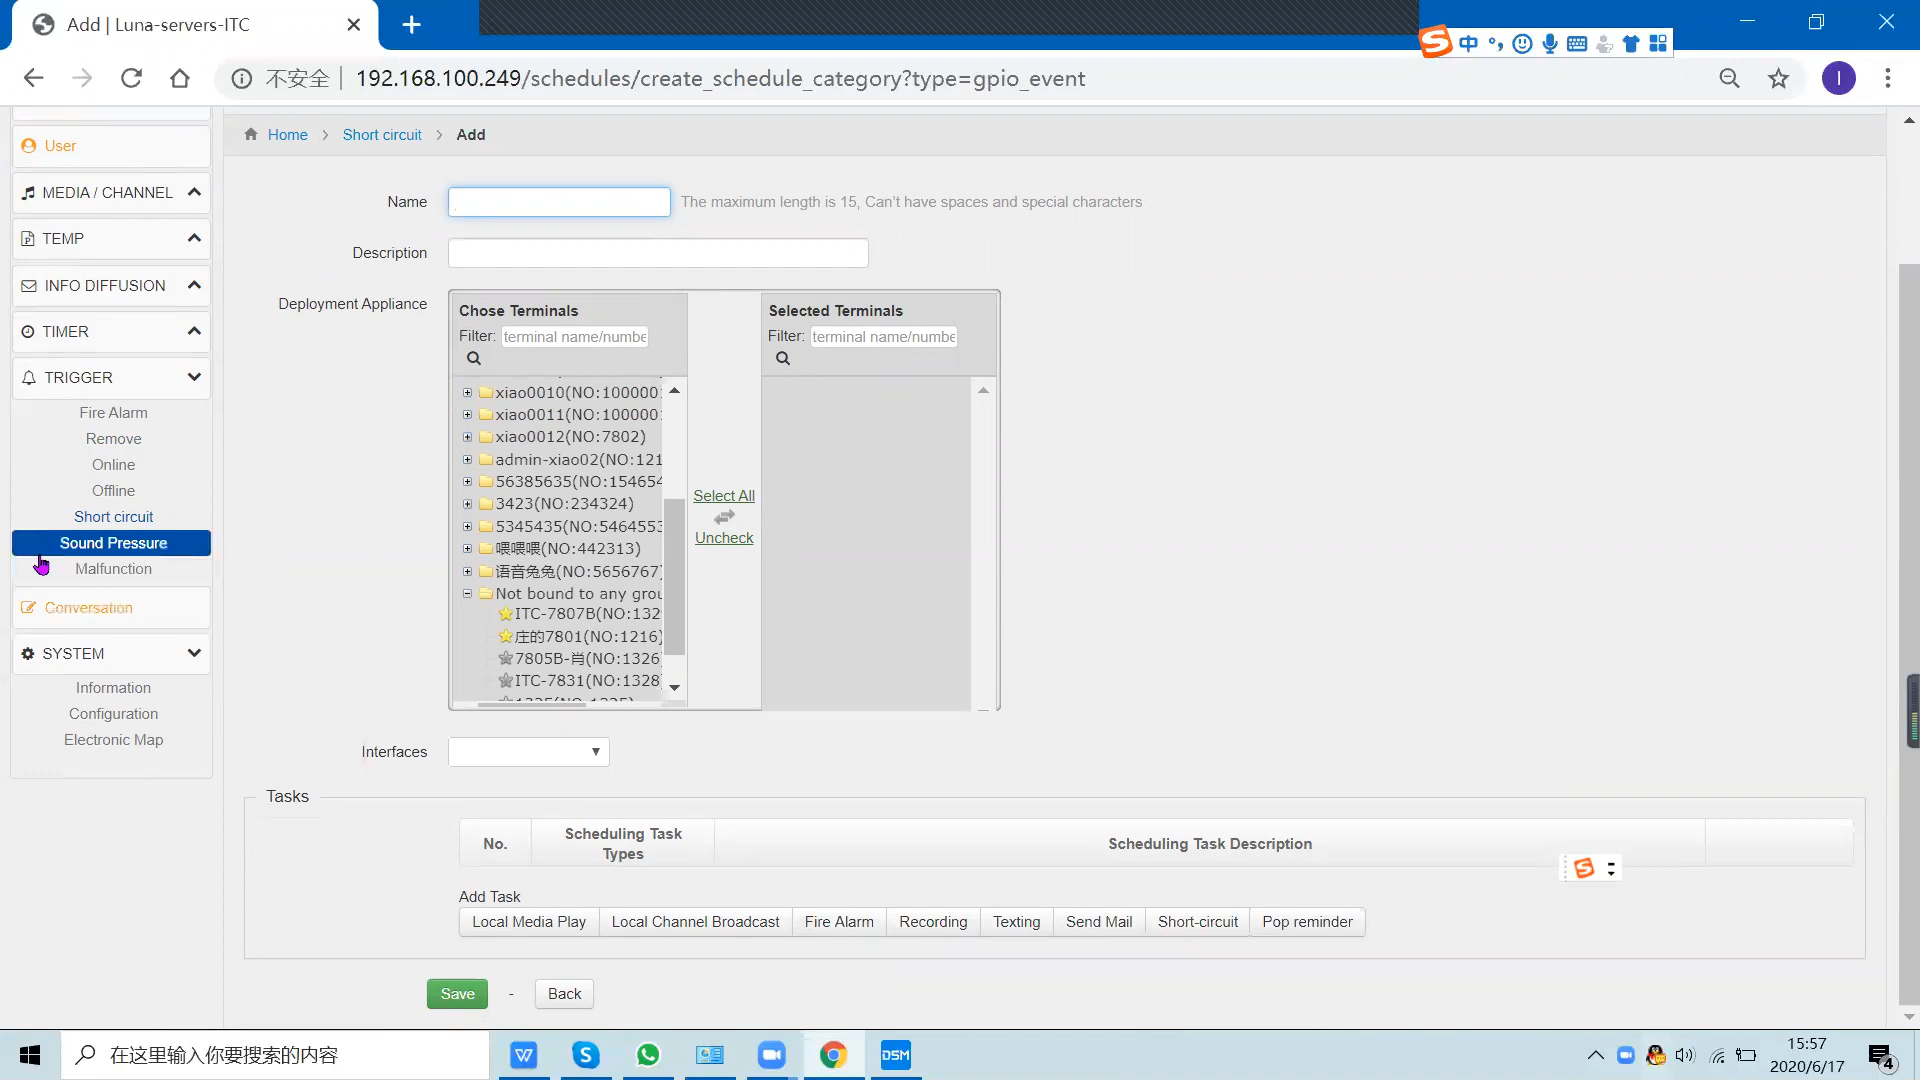 Add | Luna-servers-ITC
中
不安全 | 192.168.100.249/schedules/create_schedule_category?type=gpio_event
I
Home > Short circuit > Add
User
MEDIA / CHANNEL
TEMP
INFO DIFFUSION
TIMER
TRIGGER
Fire Alarm
Remove
Online
Offline
Short circuit
Sound Pressure
Malfunction
Conversation
SYSTEM
Information
Configuration
Electronic Map
Name
The maximum length is 15, Can't have spaces and special characters
Description
Deployment Appliance
Chose Terminals
Filter: terminal name/numbe
xiao0010(NO:100000
xiao0011(NO:100000
xiao0012(NO:7802)
admin-xiao02(NO:121
56385635(NO:154654
3423(NO:234324)
5345435(NO:5464553
喂喂喂(NO:442313)
语音兔兔(NO:5656767)
Not bound to any grou
ITC-7807B(NO:132
庄的7801(NO:1216)
7805B-肖(NO:1326)
ITC-7831(NO:1328)
Select All
Uncheck
Selected Terminals
Filter: terminal name/numbe
Interfaces
Tasks
No.
Scheduling Task Types
Scheduling Task Description
Add Task
Local Media Play
Local Channel Broadcast
Fire Alarm
Recording
Texting
Send Mail
Short-circuit
Pop reminder
Save
-
Back
在这里输入你要搜索的内容
DSM
15:57
2020/6/17
4